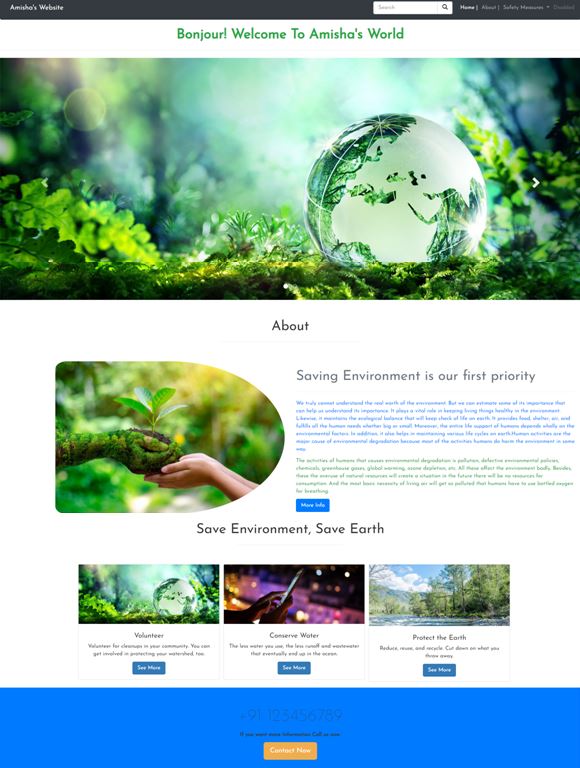 Amisha's Website
Search
Home |
About |
Safety Measures
Disabled
Bonjour! Welcome To Amisha's World
About
Saving Environment is our first priority
We truly cannot understand the real worth of the environment. But we can estimate some of its importance that
can help us understand its importance. It plays a vital role in keeping living things healthy in the environment.
Likewise, it maintains the ecological balance that will keep check of life on earth. It provides food, shelter, air, and
fulfills all the human needs whether big or small. Moreover, the entire life support of humans depends wholly on the
environmental factors. In addition, it also helps in maintaining various life cycles on earth.Human activities are the
major cause of environmental degradation because most of the activities humans do harm the environment in some
way.
The activities of humans that causes environmental degradation is pollution, defective environmental policies,
chemicals, greenhouse gases, global warming, ozone depletion, etc. All these affect the environment badly. Besides,
these the overuse of natural resources will create a situation in the future there will be no resources for
consumption. And the most basic necessity of living air will get so polluted that humans have to use bottled oxygen
for breathing.
More Info
Save Environment, Save Earth
Volunteer
Volunteer for cleanups in your community. You can
get involved in protecting your watershed, too.
See More
Conserve Water
The less water you use, the less runoff and wastewater
that eventually end up in the ocean.
See More
Protect the Earth
Reduce, reuse, and recycle. Cut down on what you
throw away.
See More
+91 123456789
If you want more Information Call us now
Contact Now